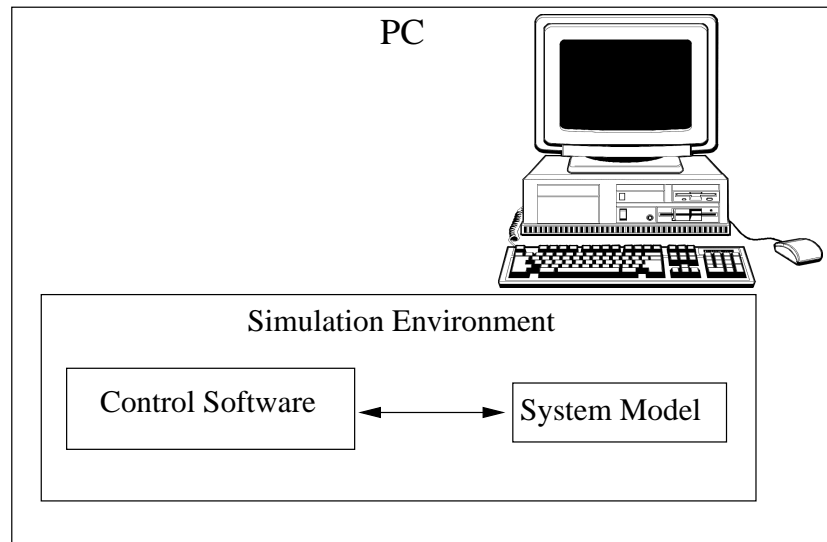 PC
Simulation Environment
Control Software
System Model